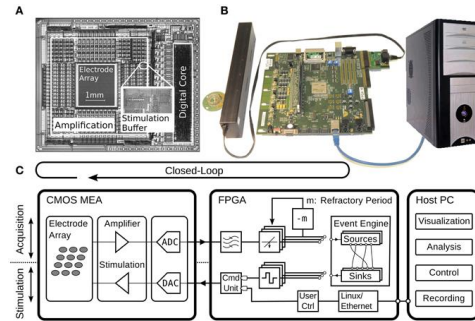 A
Electrode
Array
1mm
Amplification
Stimulation
Buffer
Digital Core
B
Closed-Loop
C
CMOS MEA
FPGA
m: Refractory Period
Host PC
Acquisition
Stimulation
Electrode
Array
Amplifier
Stimulation
ADC
DAC
-m
Event Engine
Sources
Sinks
Cmd
Unit
User
Ctrl
Linux/
Ethernet
Visualization
Analysis
Control
Recording